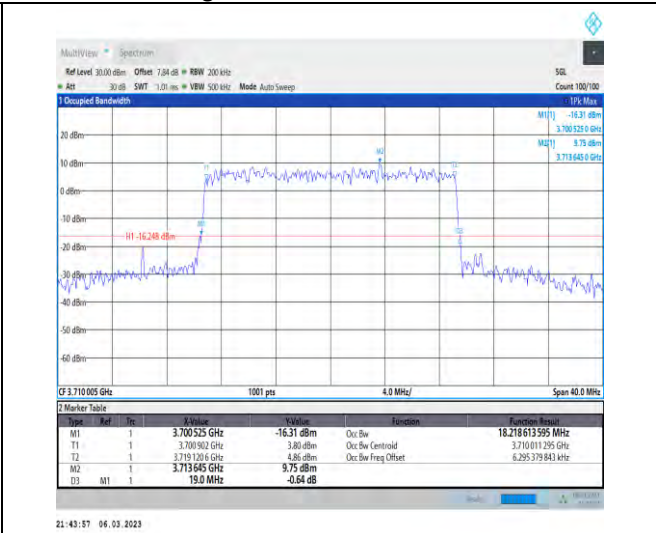 MultiView Spectrum
Ref Level 30.00 dBm Offset 7.84 dB RBW 200 kHz SGL
Att 30 dB SWT 1.01 ms VBW 500 kHz Mode Auto Sweep Count 100/100
1 Occupied Bandwidth 1Pk Max
M1[1] -16.31 dBm
3.700 525 0 GHz
M2[1] 9.75 dBm
3.713 645 0 GHz
20 dBm
M2
10 dBm
0 dBm
-10 dBm
H1 -16.248 dBm
-20 dBm
-30 dBm
-40 dBm
-50 dBm
-60 dBm
CF 3.710 005 GHz 1001 pts 4.0 MHz/ Span 40.0 MHz
2 Marker Table
Type Ref Trc X-Value Y-Value Function Function Result
M1 1 3.700 525 GHz -16.31 dBm Occ Bw 18.218 613 595 MHz
T1 1 3.700 902 GHz 3.80 dBm Occ Bw Centroid 3.710 011 295 GHz
T2 1 3.719 120 6 GHz 4.86 dBm Occ Bw Freq Offset 6.295 379 843 kHz
M2 1 3.713 645 GHz 9.75 dBm
D3 M1 1 19.0 MHz -0.64 dB
21:43:57 06.03.2023